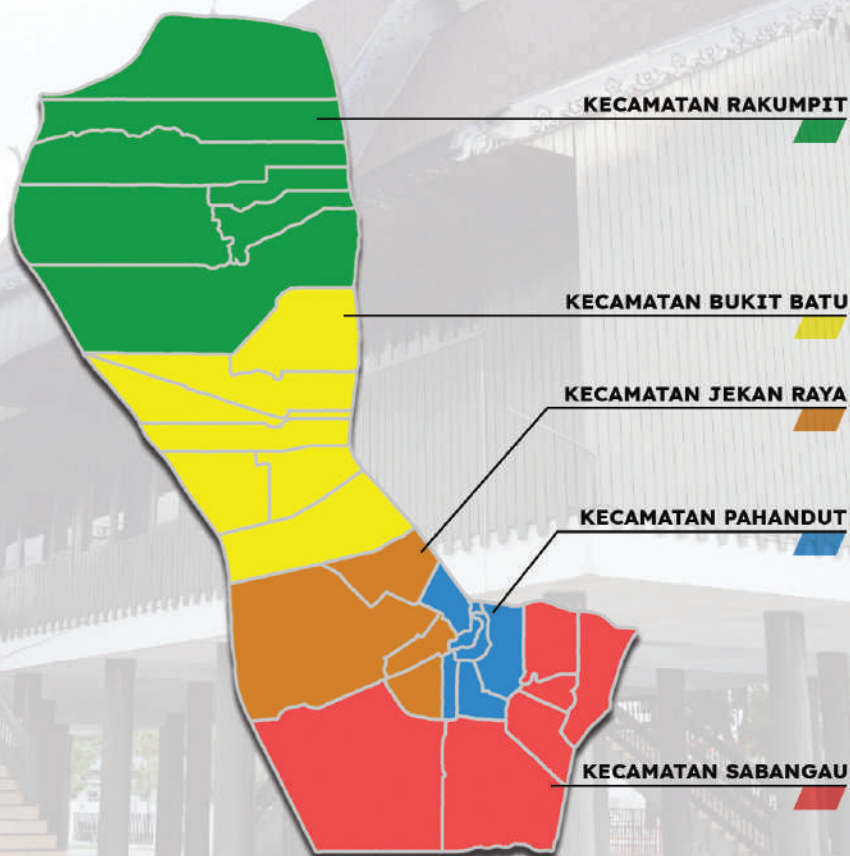 KECAMATAN RAKUMPIT
KECAMATAN BUKIT BATU
KECAMATAN JEKAN RAYA
KECAMATAN PAHANDUT
KECAMATAN SABANGAU